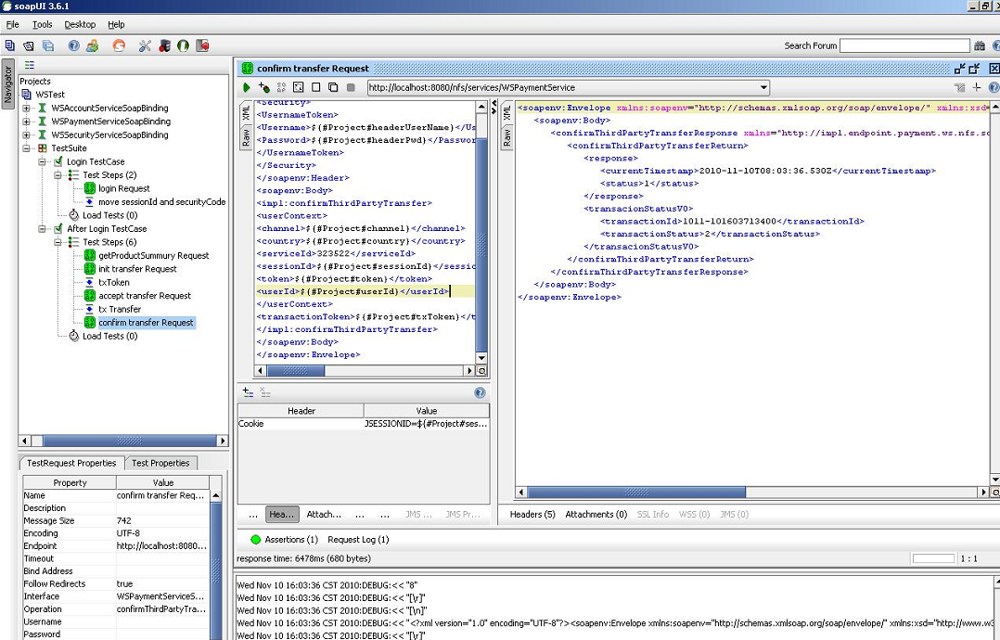 soapUI 3.6.1
File Tools Desktop Help
Search Forum
Navigator
Projects
WSTest
WSAccountServiceSoapBinding
WSPaymentServiceSoapBinding
WSSecurityServiceSoapBinding
TestSuite
Login TestCase
Test Steps (2)
login Request
move sessionId and securityCode
Load Tests (0)
After Login TestCase
Test Steps (6)
getProductSummury Request
init transfer Request
txToken
accept transfer Request
tx Transfer
confirm transfer Request
Load Tests (0)
TestRequest Properties Test Properties
Property Value
Name confirm transfer Req...
Description
Message Size 742
Encoding UTF-8
Endpoint http://localhost:8080...
Timeout
Bind Address
Follow Redirects true
Interface WSPaymentServiceS...
Operation confirmThirdPartyTra...
Username
Password
confirm transfer Request
http://localhost:8080/nfs/services/WSPaymentService
XML
Raw
<Security>
<UsernameToken>
<Username>${#Project#headerUserName}</Us
<Password>${#Project#headerPwd}</Passwor
</UsernameToken>
</Security>
</soapenv:Header>
<soapenv:Body>
<impl:confirmThirdPartyTransfer>
<userContext>
<channel>${#Project#channel}</channel>
<country>${#Project#country}</country>
<serviceId>323522</serviceId>
<sessionId>${#Project#sessionId}</sessio
<token>${#Project#token}</token>
<userId>${#Project#userId}</userId>
</userContext>
<transactionToken>${#Project#txToken}</t
</impl:confirmThirdPartyTransfer>
</soapenv:Body>
</soapenv:Envelope>
Header Value
Cookie JSESSIONID=${#Project#ses...
... Hea... Attach... ... ... JMS ... JMS Pr...
XML
Raw
<soapenv:Envelope xmlns:soapenv="http://schemas.xmlsoap.org/soap/envelope/" xmlns:xsd=
<soapenv:Body>
<confirmThirdPartyTransferResponse xmlns="http://impl.endpoint.payment.ws.nfs.sc
<confirmThirdPartyTransferReturn>
<response>
<currentTimestamp>2010-11-10T08:03:36.530Z</currentTimestamp>
<status>1</status>
</response>
<transacionStatusVO>
<transactionId>1011-101603713400</transactionId>
<transactionStatus>2</transactionStatus>
</transacionStatusVO>
</confirmThirdPartyTransferReturn>
</confirmThirdPartyTransferResponse>
</soapenv:Body>
</soapenv:Envelope>
Headers (5) Attachments (0) SSL Info WSS (0) JMS (0)
Assertions (1) Request Log (1)
response time: 6478ms (680 bytes)
1 : 1
Wed Nov 10 16:03:36 CST 2010:DEBUG:<< "8"
Wed Nov 10 16:03:36 CST 2010:DEBUG:<< "[\r]"
Wed Nov 10 16:03:36 CST 2010:DEBUG:<< "[\n]"
Wed Nov 10 16:03:36 CST 2010:DEBUG:<< "<?xml version="1.0" encoding="UTF-8"?><soapenv:Envelope xmlns:soapenv="http://schemas.xmlsoap.org/soap/envelope/" xmlns:xsd="http://www.w3
Wed Nov 10 16:03:36 CST 2010:DEBUG:<< "[\r]"